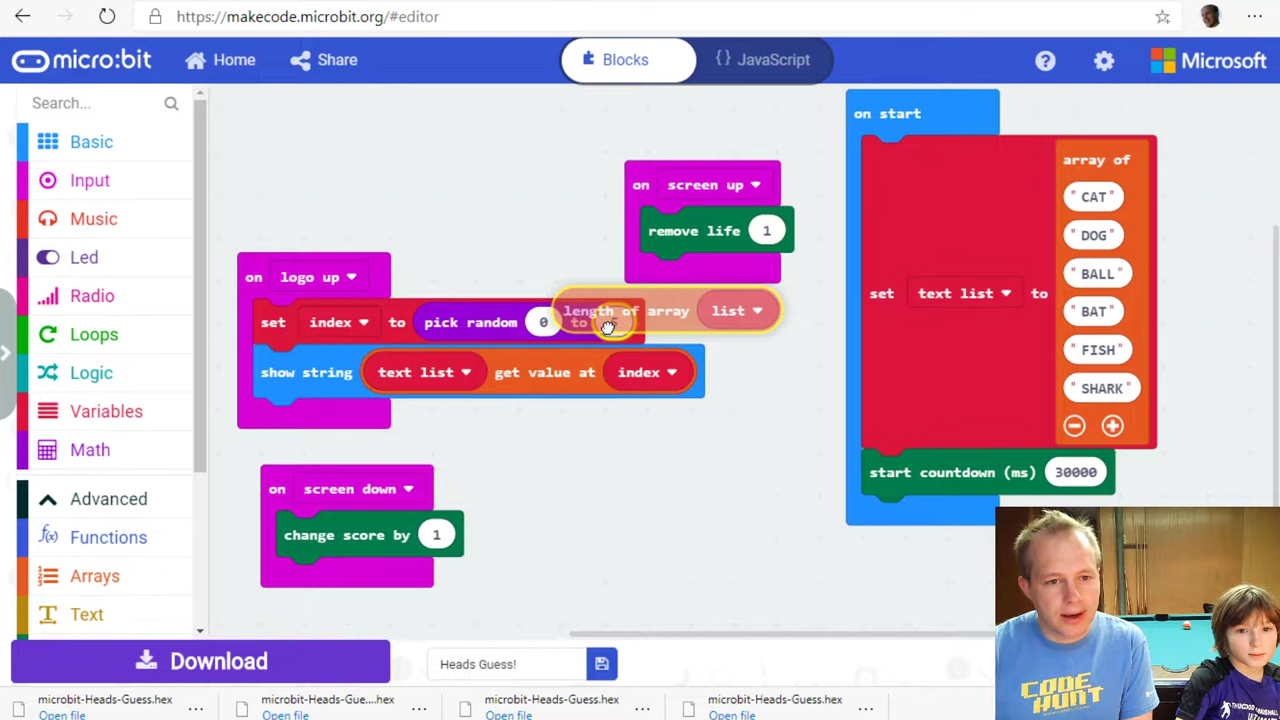 https://makecode.microbit.org/#editor
micro:bit
Home
Share
Blocks
{ } JavaScript
Microsoft
Search...
Basic
Input
Music
Led
Radio
Loops
Logic
Variables
Math
Advanced
Functions
Arrays
Text
on start
set text list to
array of
"CAT"
"DOG"
"BALL"
"BAT"
"FISH"
"SHARK"
start countdown (ms) 30000
on screen up
remove life 1
on logo up
set index to pick random 0 to
length of array list
show string text list get value at index
on screen down
change score by 1
Download
Heads Guess!
microbit-Heads-Guess.hex
Open file
microbit-Heads-Gue....hex
Open file
microbit-Heads-Guess.hex
Open file
microbit-Heads-Guess.hex
Open file
CODE
HUNT